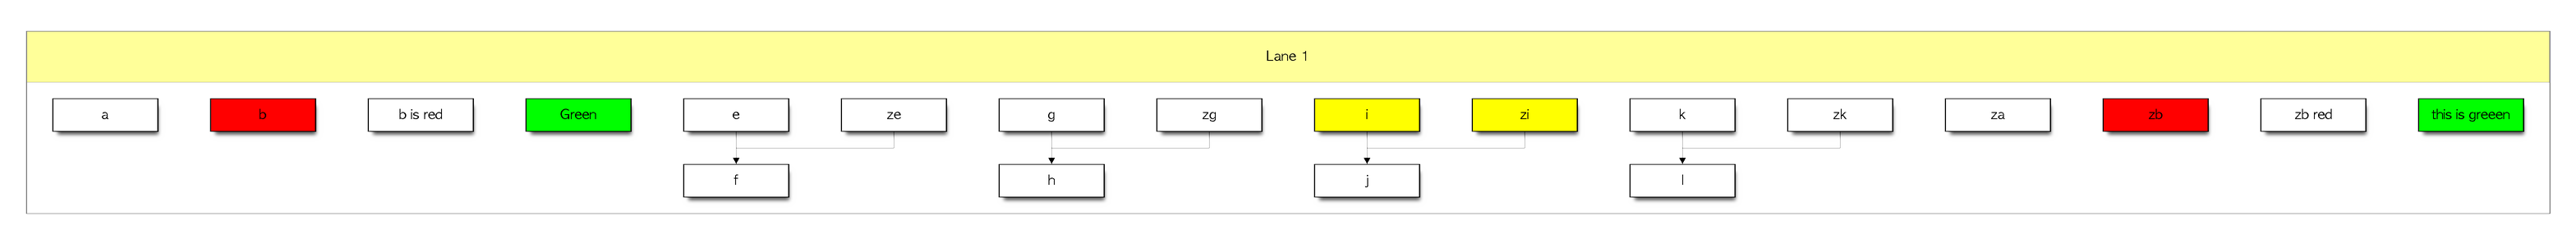 Lane 1
a
b
b is red
Green
e
ze
g
zg
i
zi
k
zk
za
zb
zb red
this is greeen
f
h
j
l